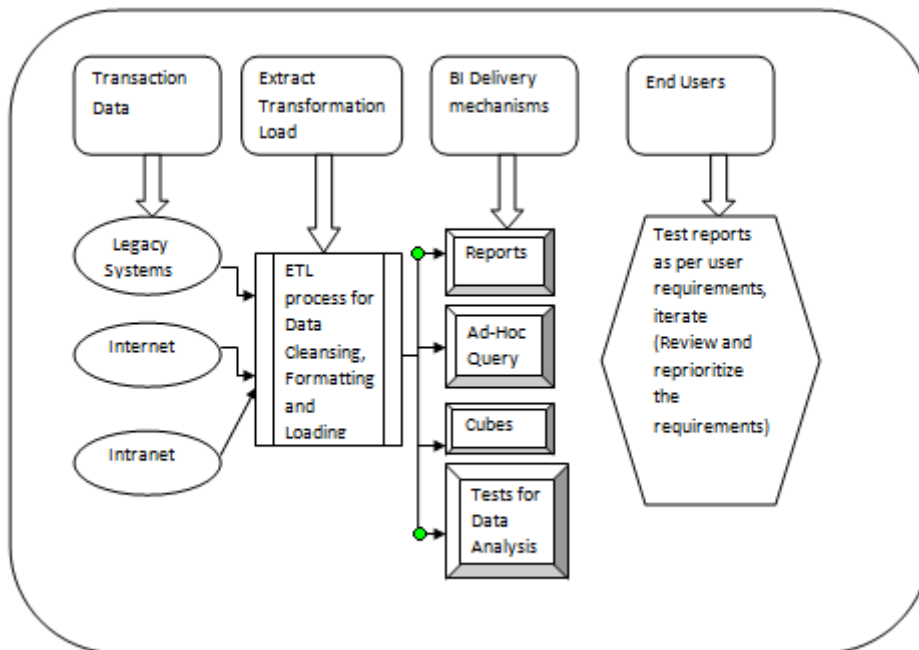 Transaction
Data
Extract
Transformation
Load
BI Delivery
mechanisms
End Users
Legacy
Systems
Internet
Intranet
ETL
process for
Data
Cleansing,
Formatting
and
Loading
Reports
Ad-Hoc
Query
Cubes
Tests for
Data
Analysis
Test reports
as per user
requirements,
iterate
(Review and
reprioritize
the
requirements)